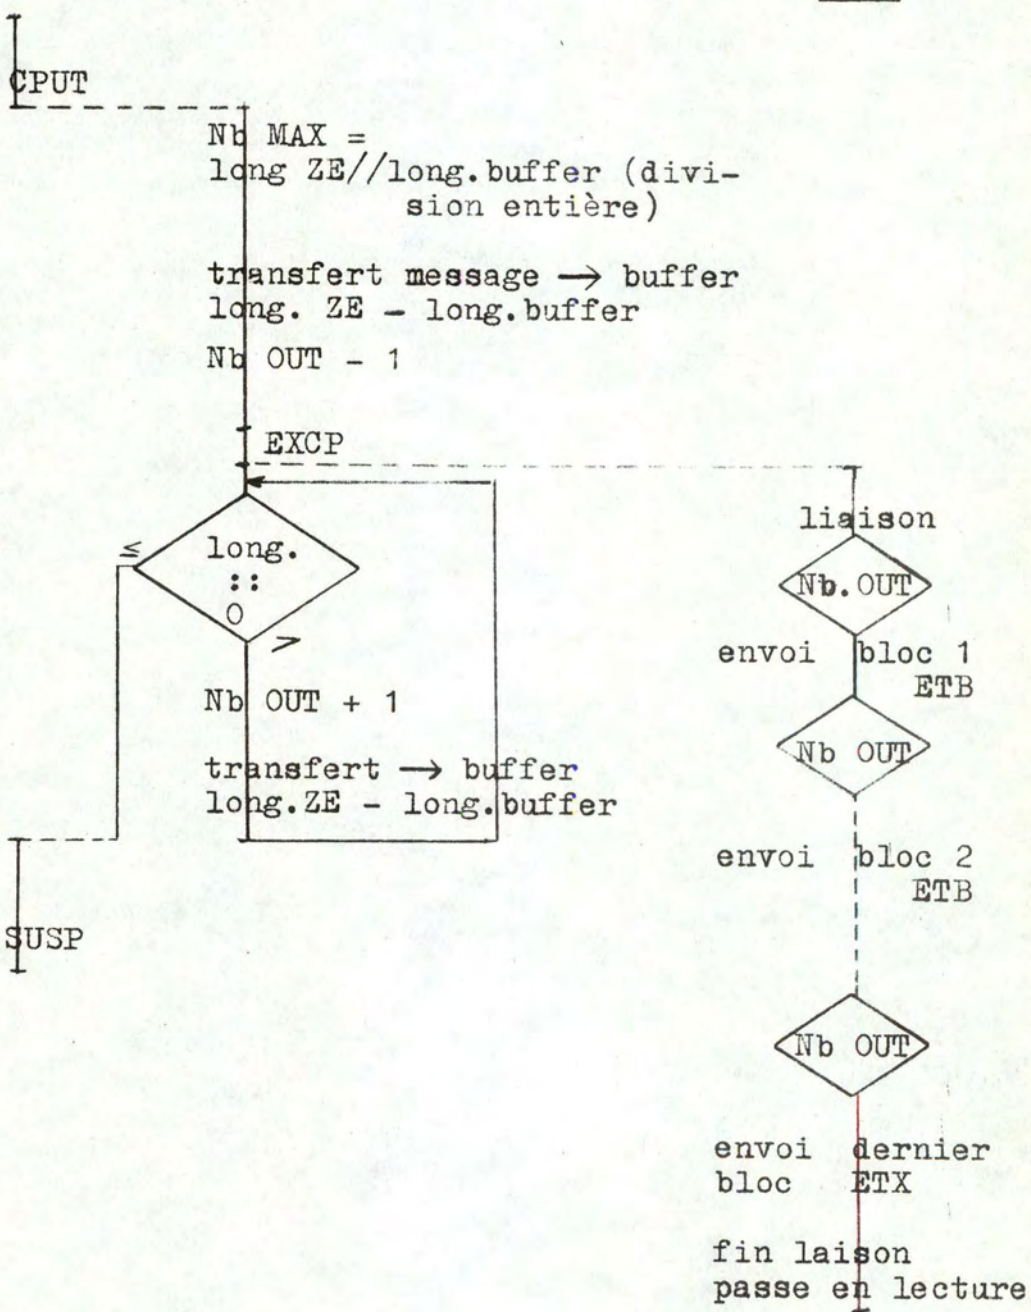 CPUT
Nb MAX =
long ZE//long.buffer (divi-
sion entière)
transfert message → buffer
long. ZE - long.buffer
Nb OUT - 1
EXCP
≤
long.
::
0
>
Nb OUT + 1
transfert → buffer
long.ZE - long.buffer
SUSP
liaison
Nb.OUT
envoi bloc 1
ETB
Nb OUT
envoi bloc 2
ETB
Nb OUT
envoi dernier
bloc ETX
fin laison
passe en lecture